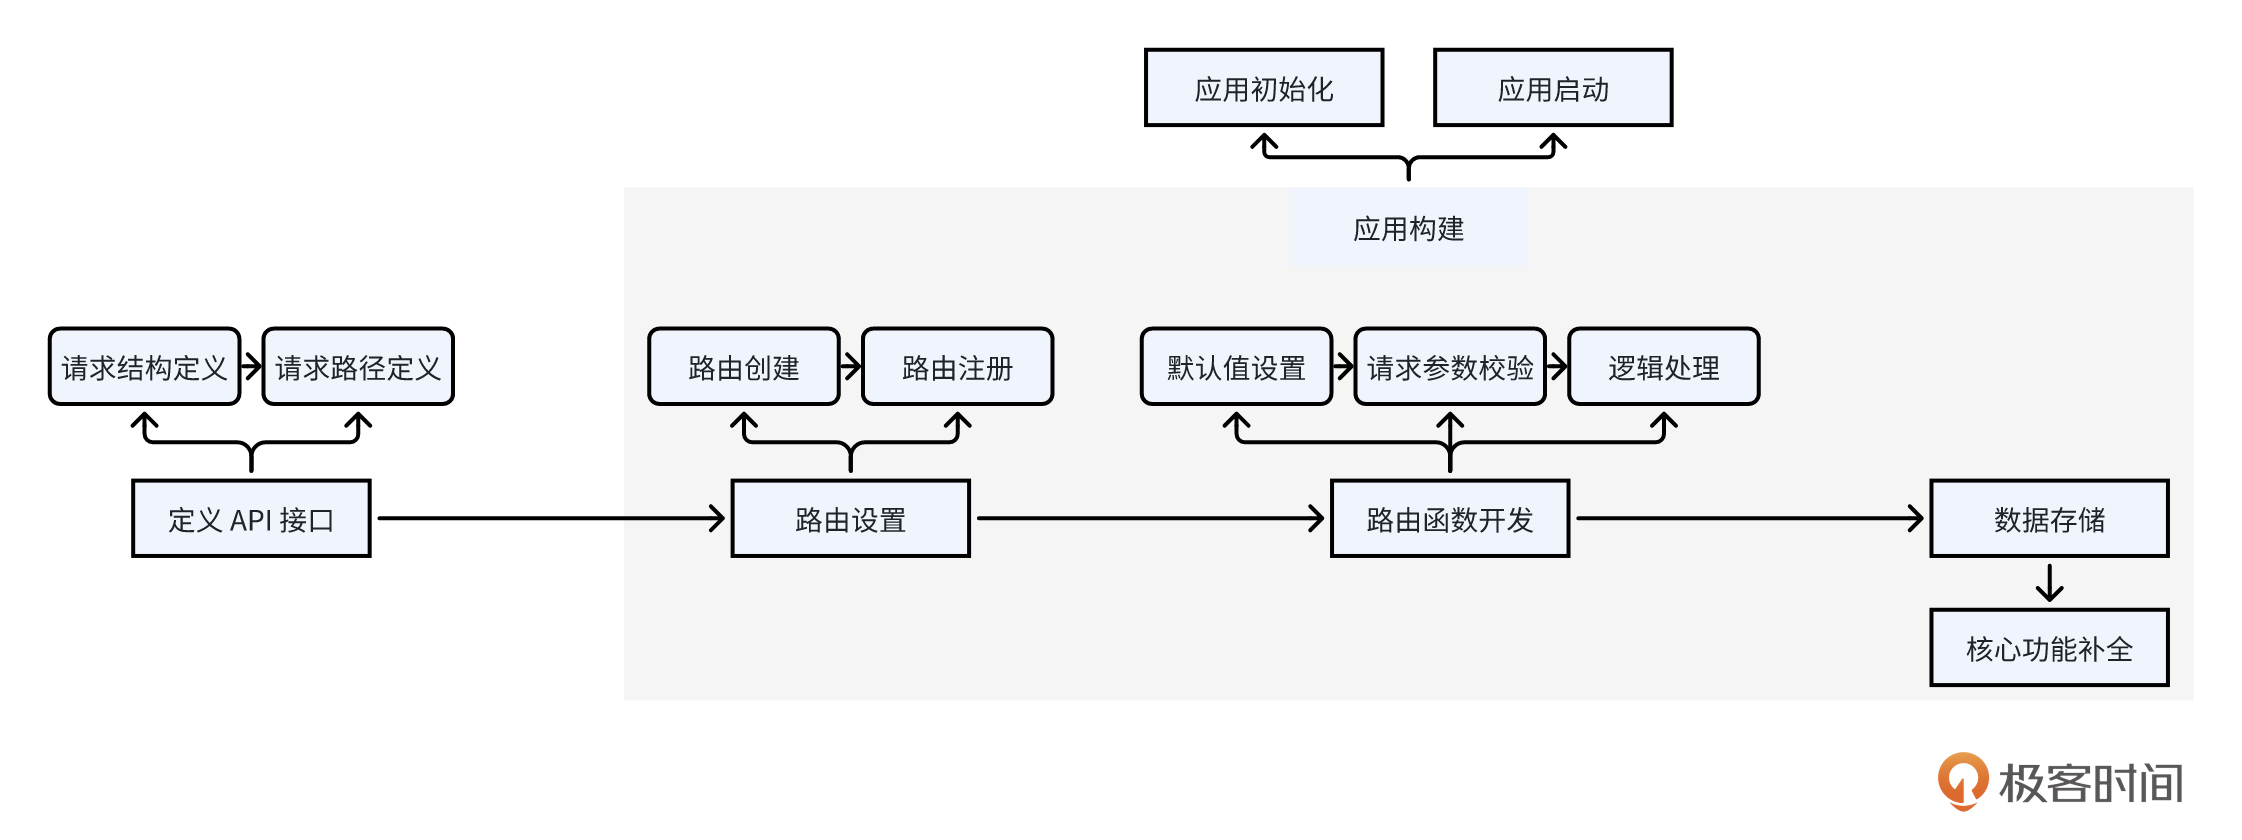 应用初始化
应用启动
应用构建
请求结构定义
请求路径定义
路由创建
路由注册
默认值设置
请求参数校验
逻辑处理
定义 API 接口
路由设置
路由函数开发
数据存储
核心功能补全
极客时间